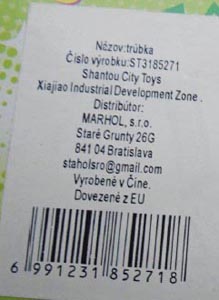 Názov:trúbka
Číslo výrobku:ST3185271
Shantou City Toys
Xiajiao Industrial Development Zone .
Distribútor:
MARHOL, s.r.o.
Staré Grunty 26G
841 04 Bratislava
staholsro@gmail.com
Vyrobené v Číne.
Dovezené z EU
6 991231 852718